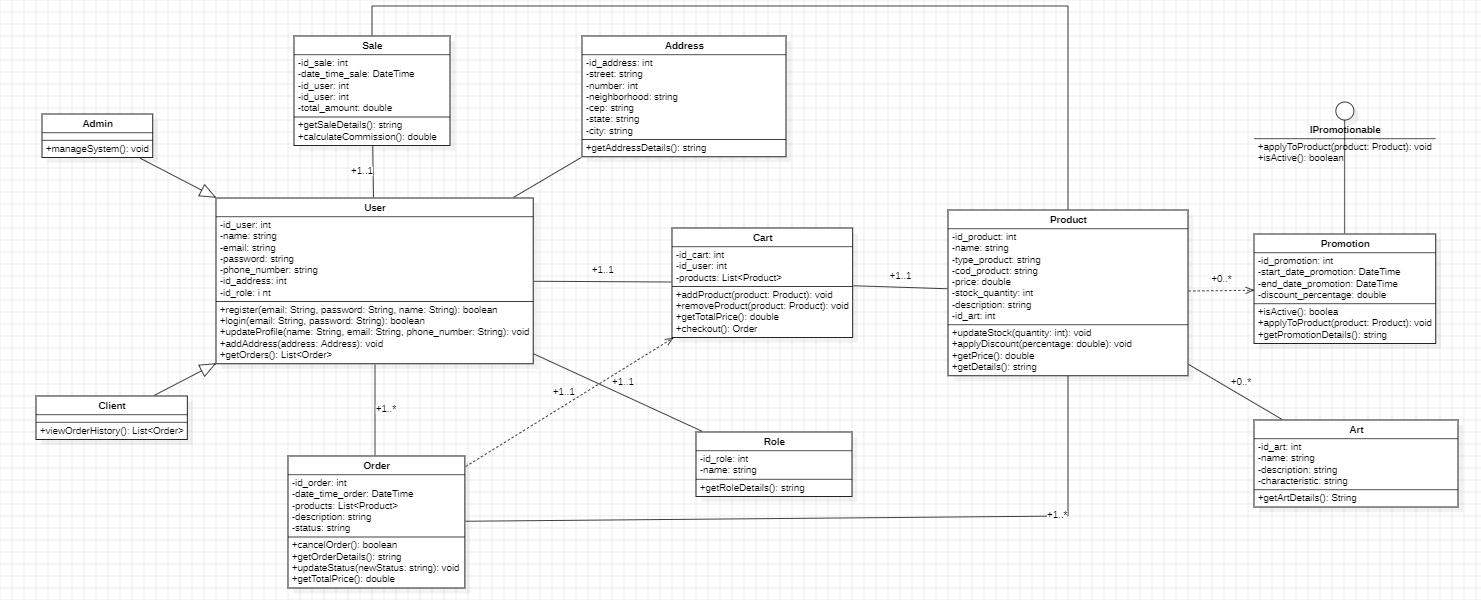 Sale
-id_sale: int
-date_time_sale: DateTime
-id_user: int
-id_user: int
-total_amount: double
+getSaleDetails(): string
+calculateCommission(): double
Address
-id_address: int
-street: string
-number: int
-neighborhood: string
-cep: string
-state: string
-city: string
+getAddressDetails(): string
Admin
+manageSystem(): void
+1..1
User
-id_user: int
-name: string
-email: string
-password: string
-phone_number: string
-id_address: int
-id_role: i nt
+register(email: String, password: String, name: String): boolean
+login(email: String, password: String): boolean
+updateProfile(name: String, email: String, phone_number: String): void
+addAddress(address: Address): void
+getOrders(): List<Order>
+1..1
Cart
-id_cart: int
-id_user: int
-products: List<Product>
+addProduct(product: Product): void
+removeProduct(product: Product): void
+getTotalPrice(): double
+checkout(): Order
+1..1
Product
-id_product: int
-name: string
-type_product: string
-cod_product: string
-price: double
-stock_quantity: int
-description: string
-id_art: int
+updateStock(quantity: int): void
+applyDiscount(percentage: double): void
+getPrice(): double
+getDetails(): string
IPromotionable
+applyToProduct(product: Product): void
+isActive(): boolean
+0..*
Promotion
-id_promotion: int
-start_date_promotion: DateTime
-end_date_promotion: DateTime
-discount_percentage: double
+isActive(): boolea
+applyToProduct(product: Product): void
+getPromotionDetails(): string
Client
+viewOrderHistory(): List<Order>
+1..*
+1..1
+1..1
+0..*
Order
-id_order: int
-date_time_order: DateTime
-products: List<Product>
-description: string
-status: string
+cancelOrder(): boolean
+getOrderDetails(): string
+updateStatus(newStatus: string): void
+getTotalPrice(): double
Role
-id_role: int
-name: string
+getRoleDetails(): string
+1..*
Art
-id_art: int
-name: string
-description: string
-characteristic: string
+getArtDetails(): String